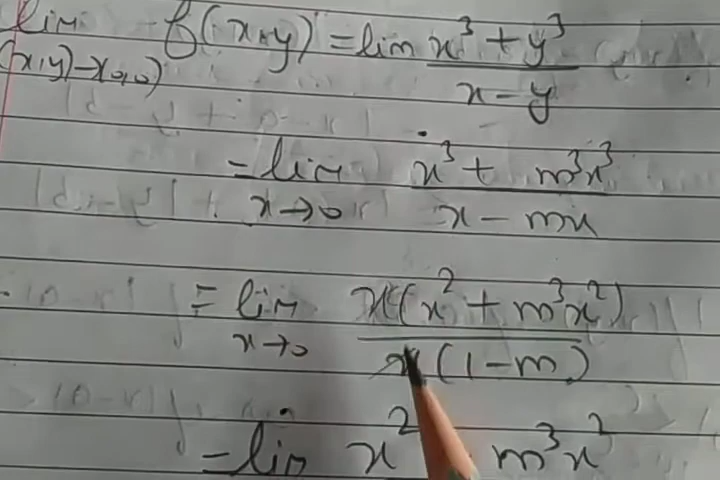 lim f(x,y) = lim x³ + y³
(x,y)→(0,0) x - y
= lim x³ + m³x³
x→0 x - mx
= lim x(x² + m³x²)
x→0 x(1-m)
= lim x² m³x²